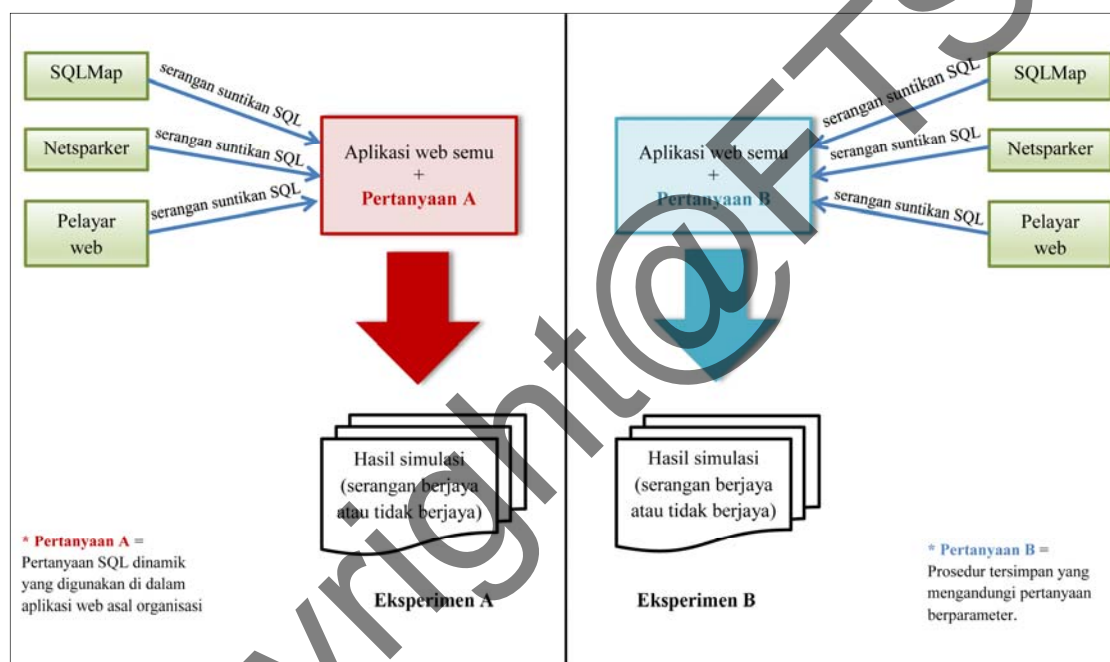 SQLMap
Netsparker
Pelayar
web
serangan suntikan SQL
serangan suntikan SQL
serangan suntikan SQL
Aplikasi web semu
+
Pertanyaan A
Hasil simulasi
(serangan berjaya
atau tidak berjaya)
* Pertanyaan A =
Pertanyaan SQL dinamik
yang digunakan di dalam
aplikasi web asal organisasi
Eksperimen A
SQLMap
Netsparker
Pelayar
web
serangan suntikan SQL
serangan suntikan SQL
serangan suntikan SQL
Aplikasi web semu
+
Pertanyaan B
Hasil simulasi
(serangan berjaya
atau tidak berjaya)
Eksperimen B
* Pertanyaan B =
Prosedur tersimpan yang
mengandungi pertanyaan
berparameter.
yright@FTS